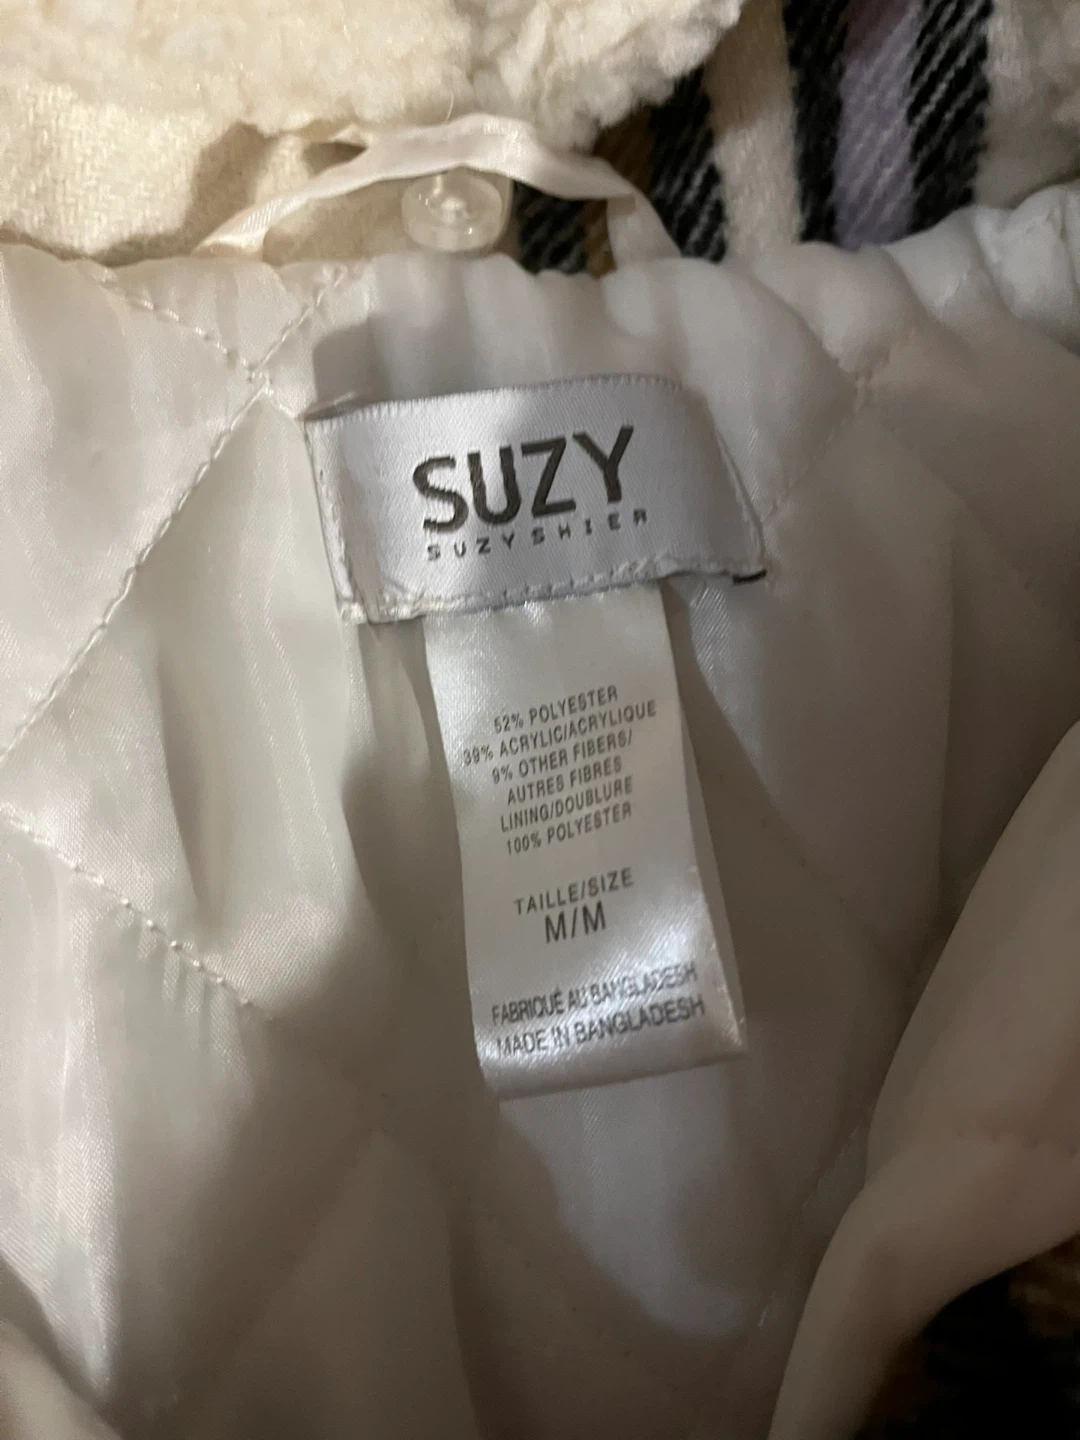 SUZY
SUZYSHIER
52% POLYESTER
39% ACRYLIC/ACRYLIQUE
9% OTHER FIBERS/
AUTRES FIBRES
LINING/DOUBLURE
100% POLYESTER
TAILLE/SIZE
M/M
FABRIQUÉ AU BANGLADESH
MADE IN BANGLADESH